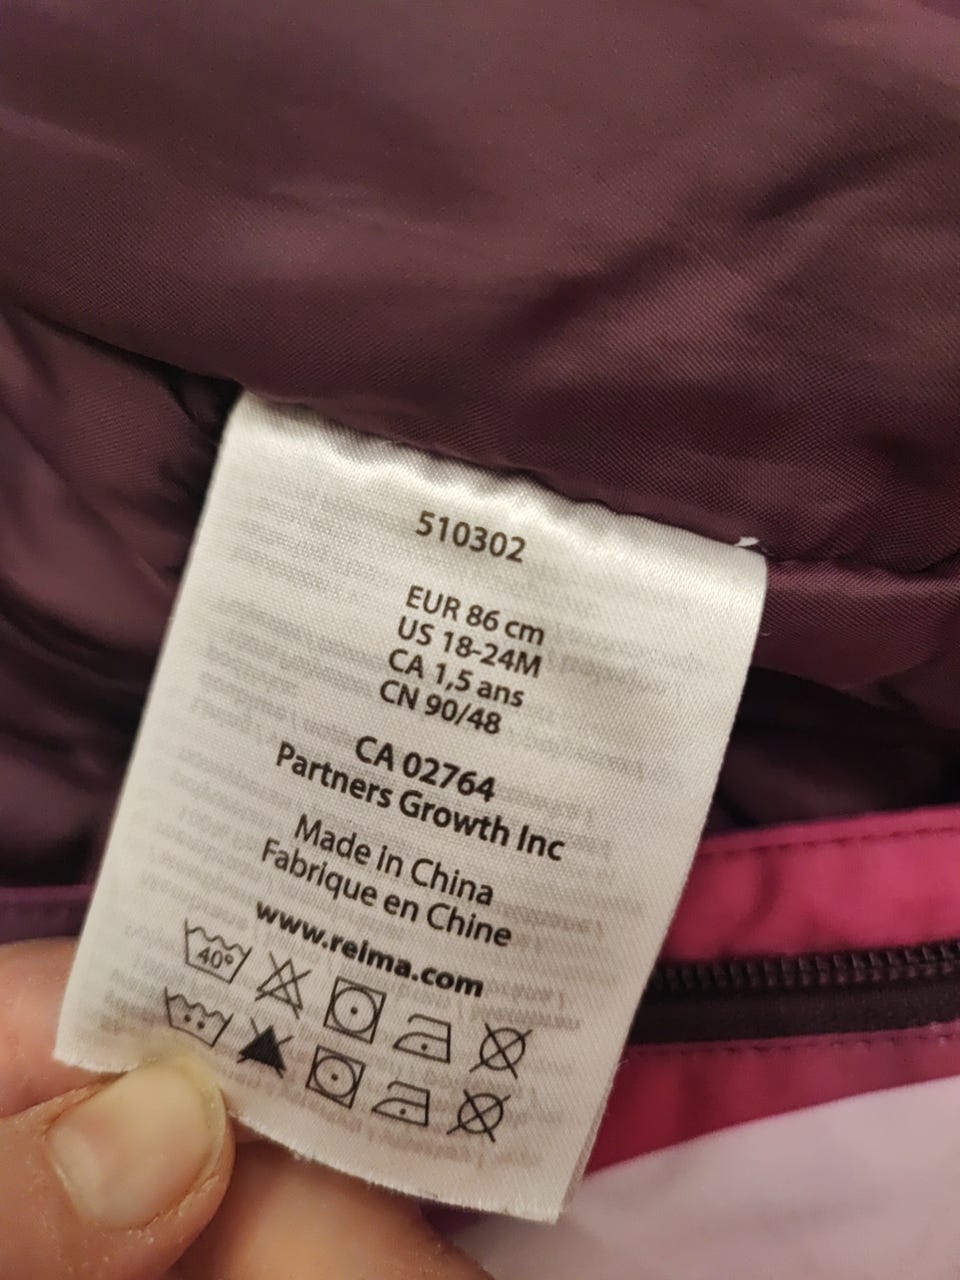 510302
EUR 86 cm
US 18-24M
CA 1,5 ans
CN 90/48
CA 02764
Partners Growth Inc
Made in China
Fabrique en Chine
www.reima.com
40°